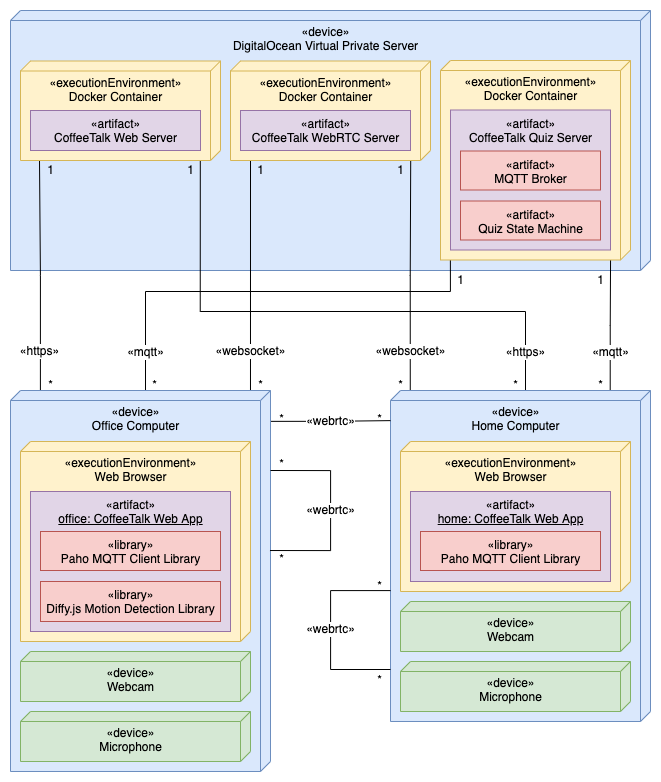 «device»
DigitalOcean Virtual Private Server
«executionEnvironment»
Docker Container
«artifact»
CoffeeTalk Web Server
«executionEnvironment»
Docker Container
«artifact»
CoffeeTalk WebRTC Server
«executionEnvironment»
Docker Container
«artifact»
CoffeeTalk Quiz Server
«artifact»
MQTT Broker
«artifact»
Quiz State Machine
1
1
1
1
1
1
«https»
«mqtt»
«websocket»
«websocket»
«https»
«mqtt»
*
*
*
*
*
*
«device»
Office Computer
«executionEnvironment»
Web Browser
«artifact»
office: CoffeeTalk Web App
«library»
Paho MQTT Client Library
«library»
Diffy.js Motion Detection Library
«device»
Webcam
«device»
Microphone
*
«webrtc»
*
*
«webrtc»
*
*
«webrtc»
*
«device»
Home Computer
«executionEnvironment»
Web Browser
«artifact»
home: CoffeeTalk Web App
«library»
Paho MQTT Client Library
«device»
Webcam
«device»
Microphone